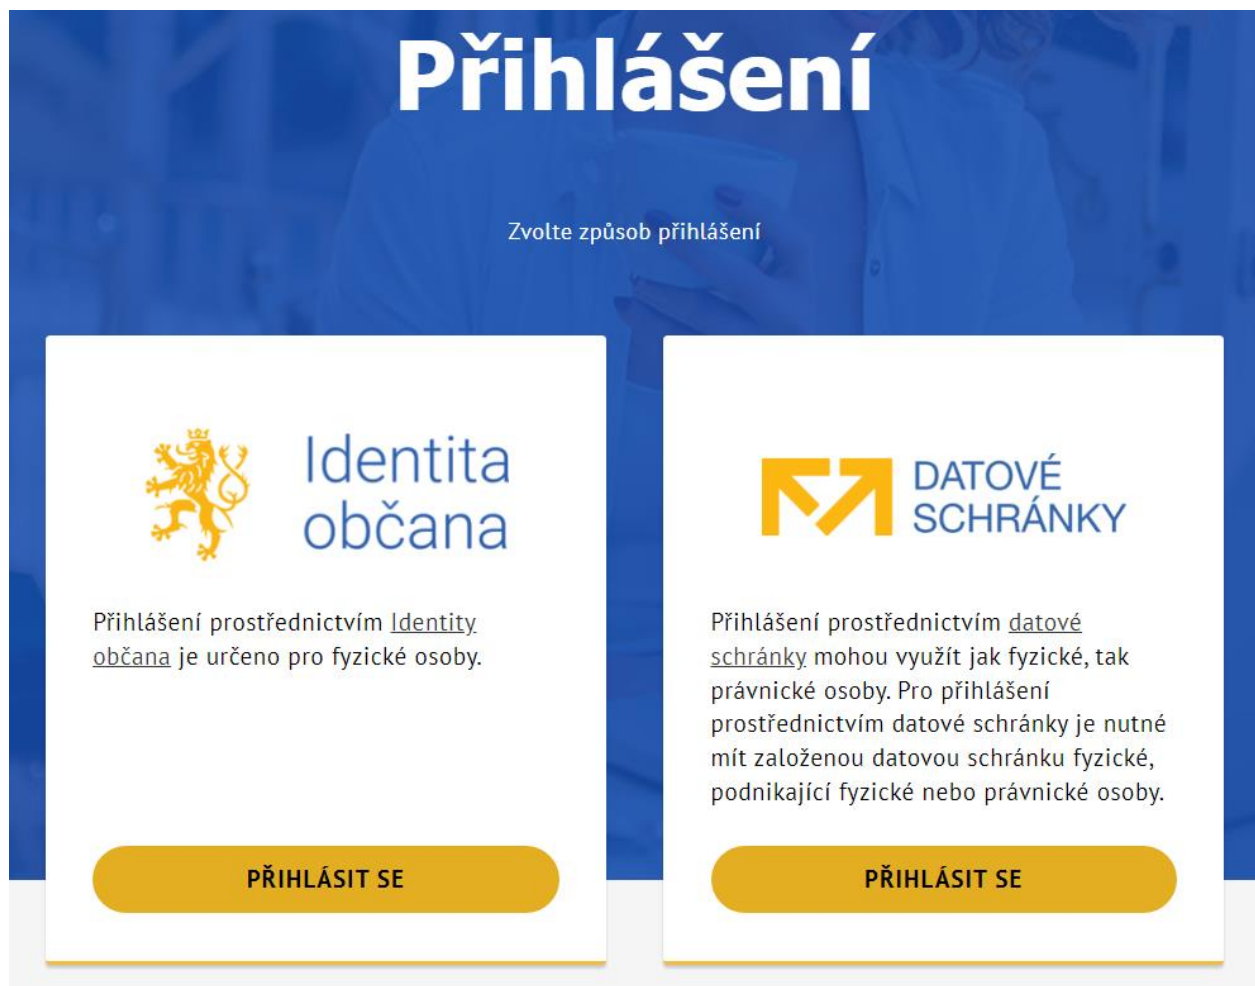 Přihlášení
Zvolte způsob přihlášení
Identita
občana
Přihlášení prostřednictvím Identity
občana je určeno pro fyzické osoby.
PŘIHLÁSIT SE
DATOVÉ
SCHRÁNKY
Přihlášení prostřednictvím datové
schránky mohou využít jak fyzické, tak
právnické osoby. Pro přihlášení
prostřednictvím datové schránky je nutné
mít založenou datovou schránku fyzické,
podnikající fyzické nebo právnické osoby.
PŘIHLÁSIT SE